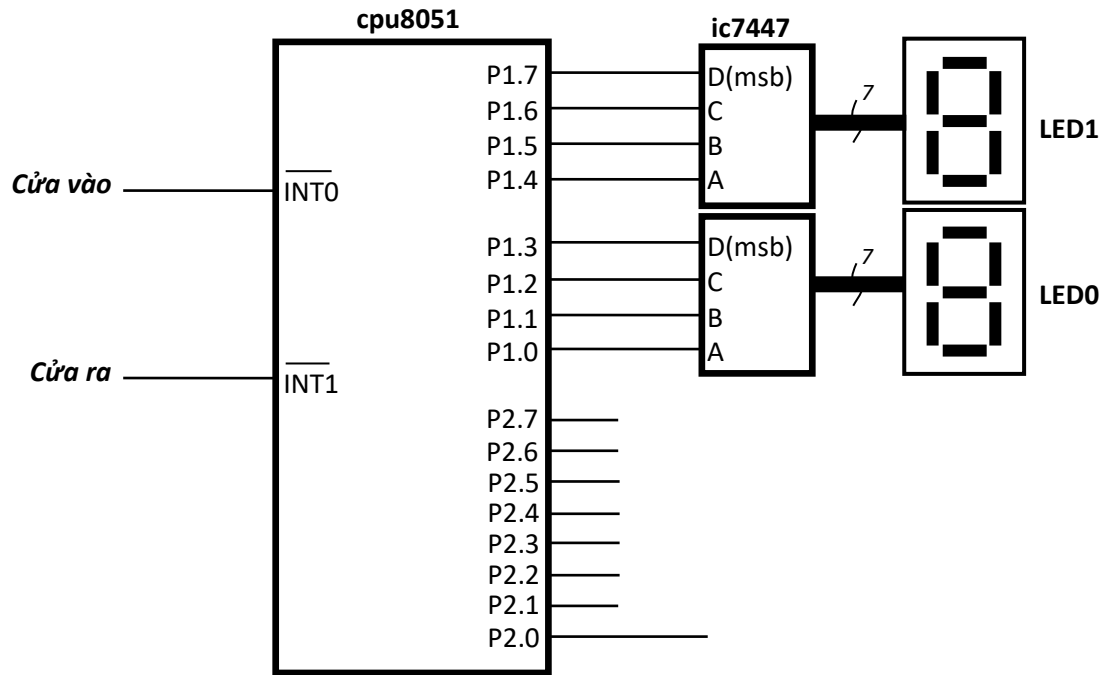 cpu8051
ic7447
P1.7
P1.6
P1.5
P1.4
D(msb)
C
B
A
7
LED1
Cửa vào
INT0
P1.3
P1.2
P1.1
P1.0
D(msb)
C
B
A
7
LED0
Cửa ra
INT1
P2.7
P2.6
P2.5
P2.4
P2.3
P2.2
P2.1
P2.0